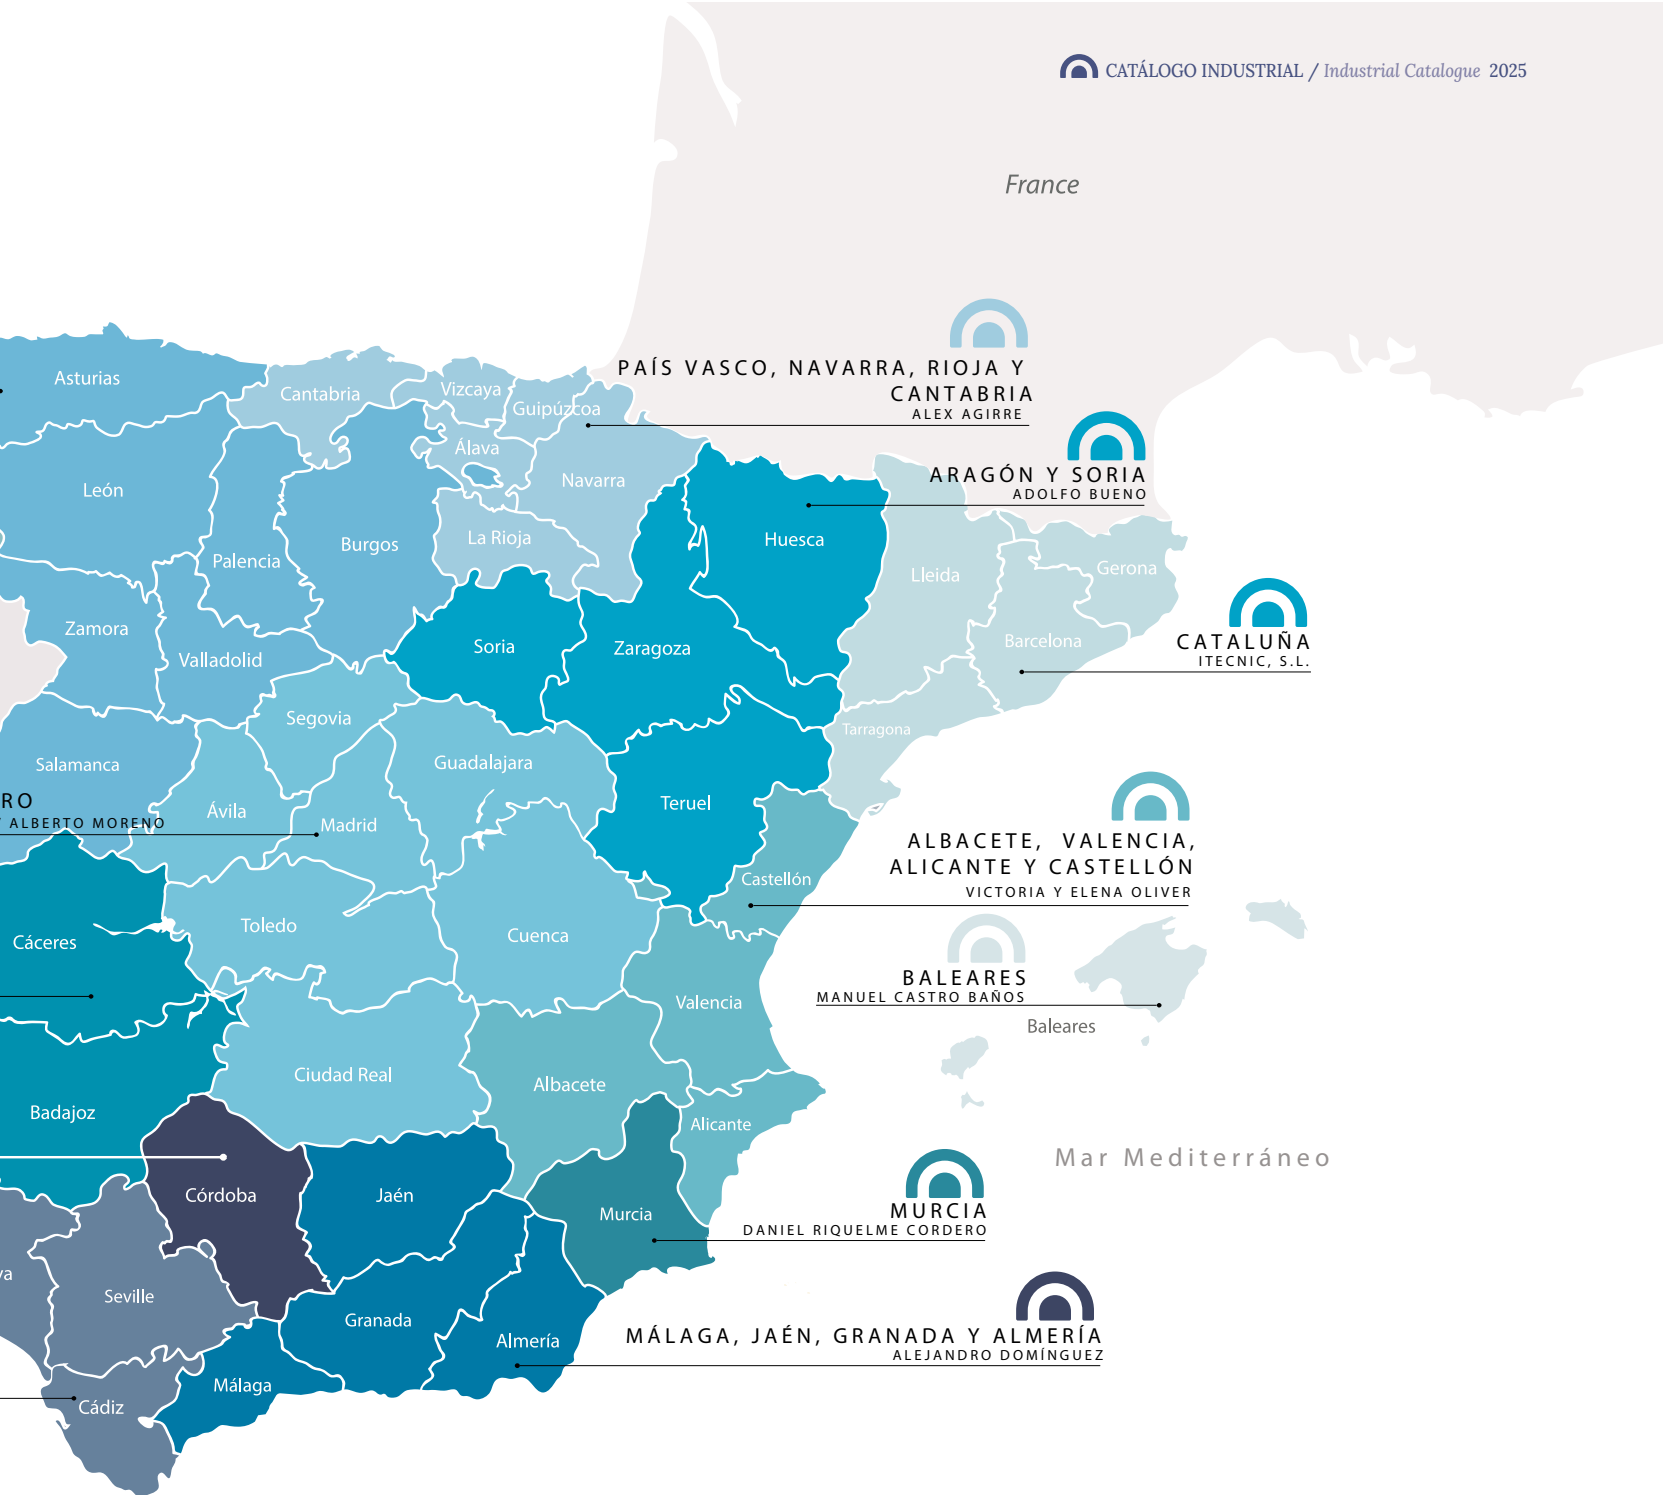 CATÁLOGO INDUSTRIAL / Industrial Catalogue 2025
France
PAÍS VASCO, NAVARRA, RIOJA Y
CANTABRIA
ALEX AGIRRE
Asturias
Cantabria
Vizcaya
Guipúzcoa
Álava
Navarra
León
ARAGÓN Y SORIA
ADOLFO BUENO
Palencia
Burgos
La Rioja
Huesca
Lleida
Gerona
Zamora
Valladolid
Soria
Zaragoza
Barcelona
CATALUÑA
ITECNIC, S.L.
Segovia
Tarragona
Salamanca
Guadalajara
RO
Y ALBERTO MORENO
Ávila
Madrid
Teruel
ALBACETE, VALENCIA,
ALICANTE Y CASTELLÓN
VICTORIA Y ELENA OLIVER
Castellón
Cáceres
Toledo
Cuenca
BALEARES
MANUEL CASTRO BAÑOS
Valencia
Baleares
Ciudad Real
Albacete
Badajoz
Alicante
Mar Mediterráneo
Córdoba
Jaén
Murcia
MURCIA
DANIEL RIQUELME CORDERO
va
Seville
Granada
Almería
MÁLAGA, JAÉN, GRANADA Y ALMERÍA
ALEJANDRO DOMÍNGUEZ
Málaga
Cádiz